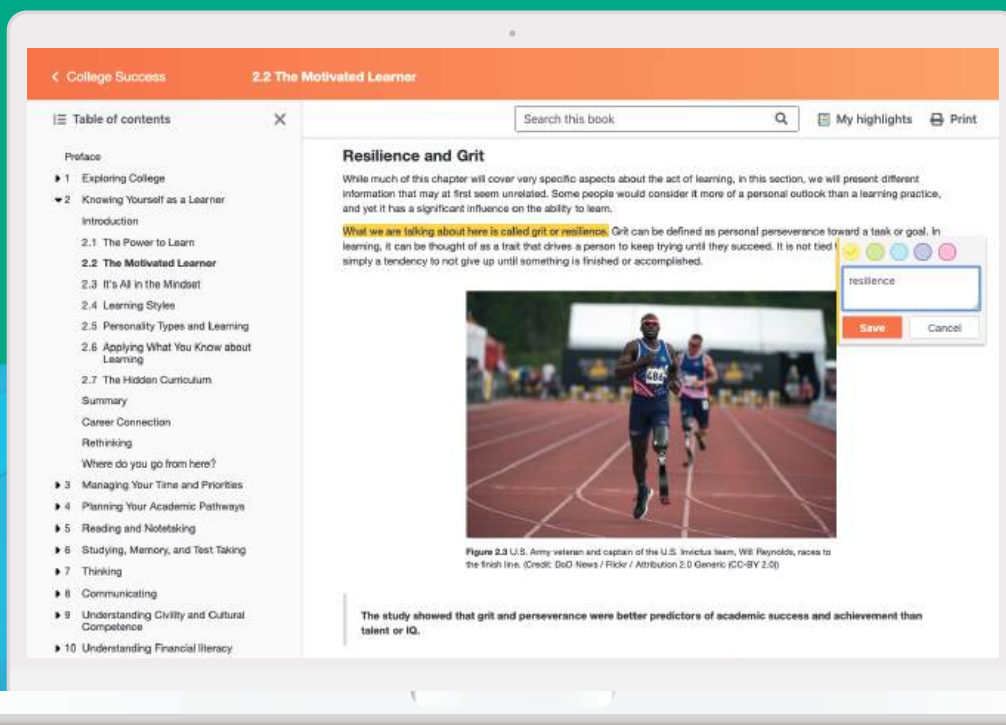 College Success
2.2 The Motivated Learner
Table of contents
Search this book
My highlights
Print
Preface
1 Exploring College
2 Knowing Yourself as a Learner
Introduction
2.1 The Power to Learn
2.2 The Motivated Learner
2.3 It's All in the Mindset
2.4 Learning Styles
2.5 Personality Types and Learning
2.6 Applying What You Know about
Learning
2.7 The Hidden Curriculum
Summary
Career Connection
Rethinking
Where do you go from here?
3 Managing Your Time and Priorities
4 Planning Your Academic Pathways
5 Reading and Notetaking
6 Studying, Memory, and Test Taking
7 Thinking
8 Communicating
9 Understanding Civility and Cultural
Competence
10 Understanding Financial literacy
Resilience and Grit
While much of this chapter will cover very specific aspects about the act of learning, in this section, we will present different
information that may at first seem unrelated. Some people would consider it more of a personal outlook than a learning practice,
and yet it has a significant influence on the ability to learn.
What we are talking about here is called grit or resilience. Grit can be defined as personal perseverance toward a task or goal. In
learning, it can be thought of as a trait that drives a person to keep trying until they succeed. It is not tied
simply a tendency to not give up until something is finished or accomplished.
resilience
Save
Cancel
486
Figure 2.3 U.S. Army veteran and captain of the U.S. Invictus team, Will Reynolds, races to
the finish line. (Credit: DoD News / Flickr / Attribution 2.0 Generic (CC-BY 2.0))
The study showed that grit and perseverance were better predictors of academic success and achievement than
talent or IQ.